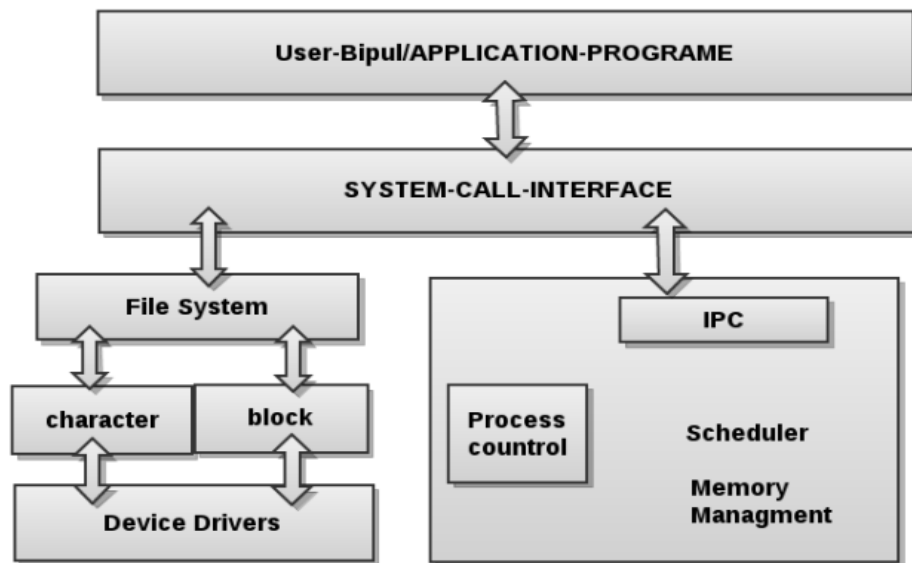 User-Bipul/APPLICATION-PROGRAME
SYSTEM-CALL-INTERFACE
File System
IPC
character
block
Process
countrol
Scheduler
Memory
Managment
Device Drivers